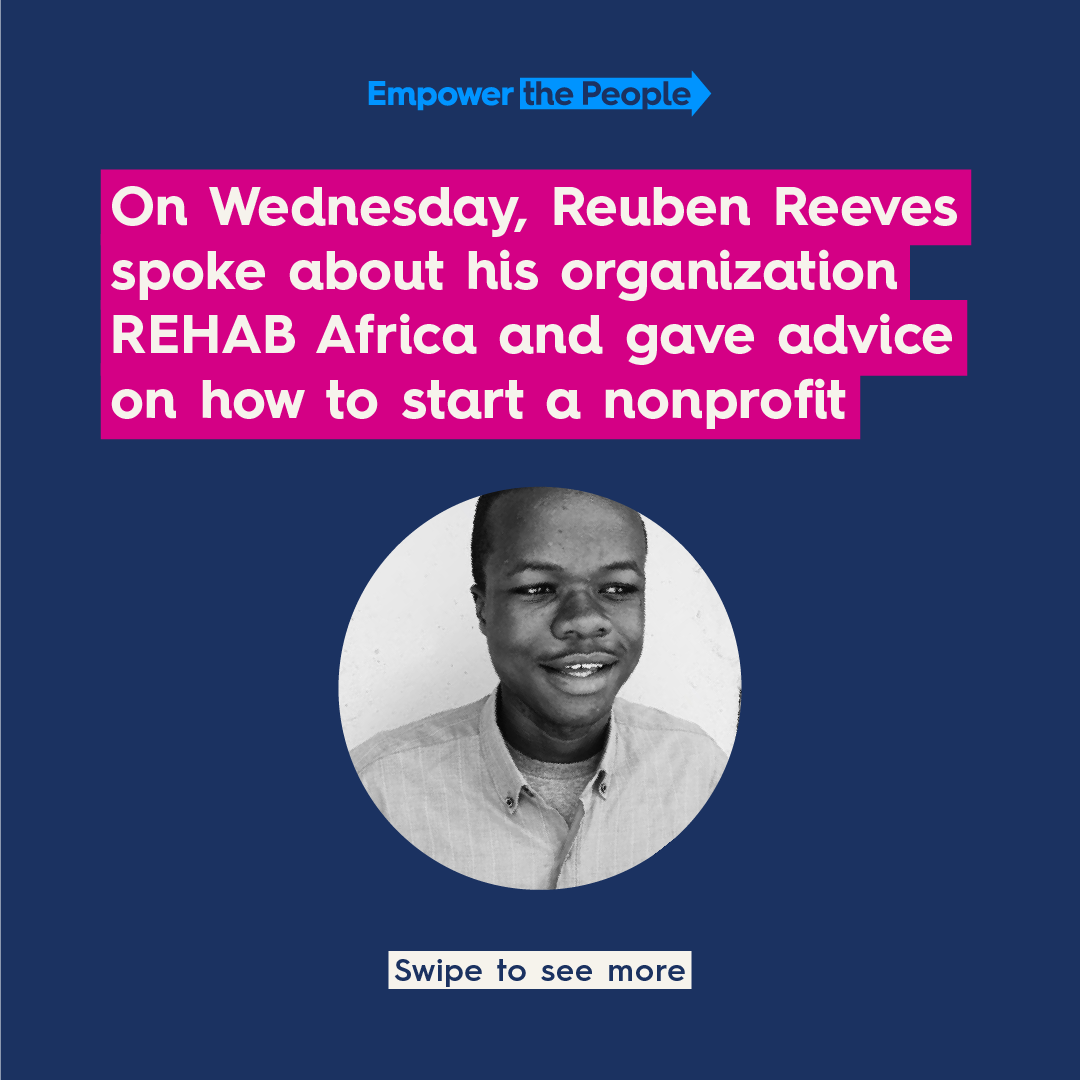 Empower the People
On Wednesday, Reuben Reeves
spoke about his organization
REHAB Africa and gave advice
on how to start a nonprofit
Swipe to see more